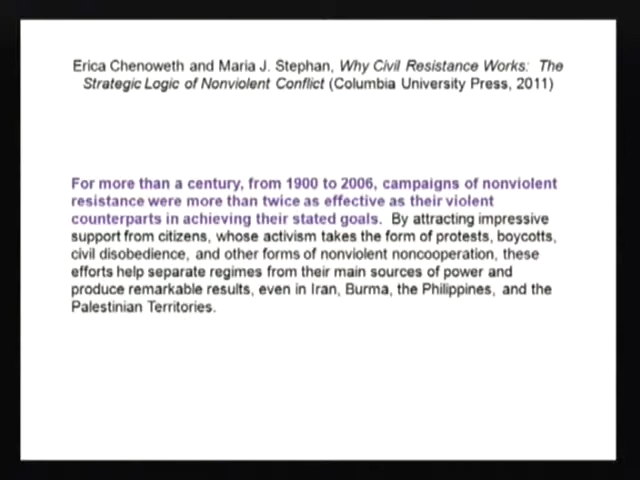 Erica Chenoweth and Maria J. Stephan, Why Civil Resistance Works: The
Strategic Logic of Nonviolent Conflict (Columbia University Press, 2011)
For more than a century, from 1900 to 2006, campaigns of nonviolent
resistance were more than twice as effective as their violent
counterparts in achieving their stated goals. By attracting impressive
support from citizens, whose activism takes the form of protests, boycotts,
civil disobedience, and other forms of nonviolent noncooperation, these
efforts help separate regimes from their main sources of power and
produce remarkable results, even in Iran, Burma, the Philippines, and the
Palestinian Territories.